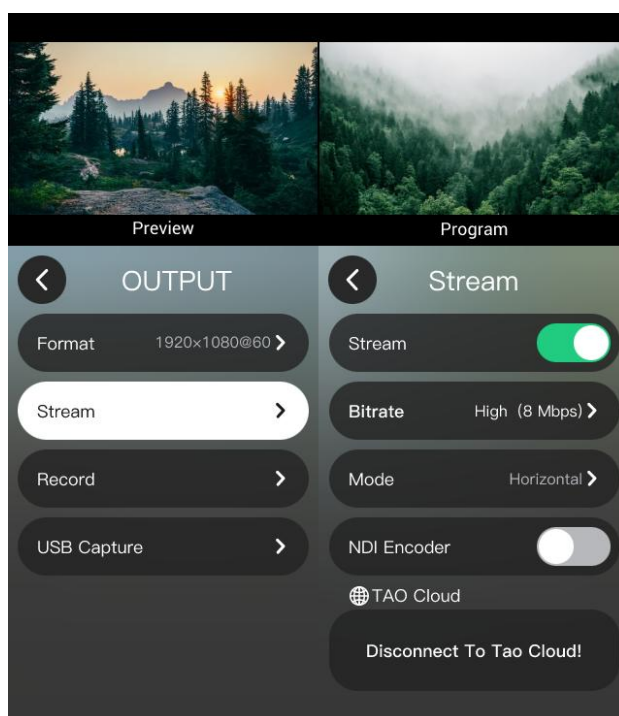 Preview
Program
OUTPUT
Format 1920×1080@60
Stream
Record
USB Capture
Stream
Stream
Bitrate High (8 Mbps)
Mode Horizontal
NDI Encoder
TAO Cloud
Disconnect To Tao Cloud!